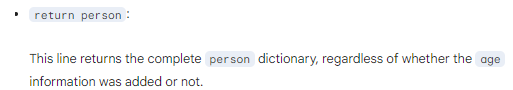 • return person:
This line returns the complete person dictionary, regardless of whether the age
information was added or not.